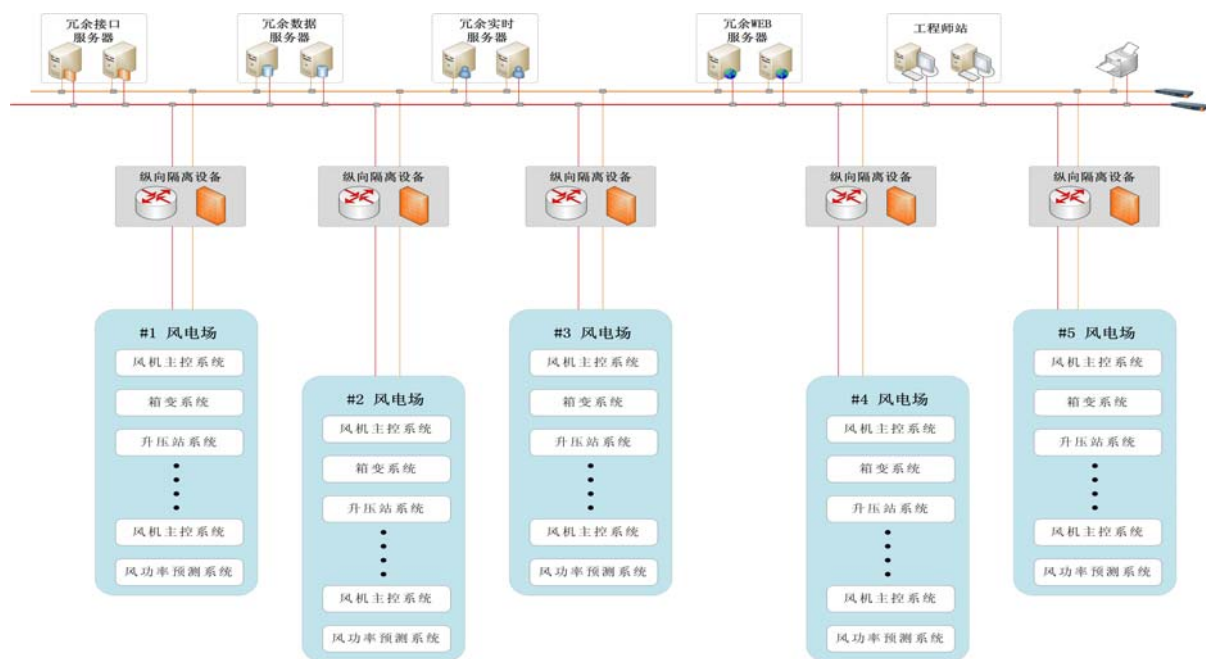 冗余接口
服务器
冗余数据
服务器
冗余实时
服务器
冗余WEB
服务器
工程师站
纵向隔离设备
纵向隔离设备
纵向隔离设备
纵向隔离设备
纵向隔离设备
#1 风电场
风机主控系统
箱变系统
升压站系统
风机主控系统
风功率预测系统
#2 风电场
风机主控系统
箱变系统
升压站系统
风机主控系统
风功率预测系统
#3 风电场
风机主控系统
箱变系统
升压站系统
风机主控系统
风功率预测系统
#4 风电场
风机主控系统
箱变系统
升压站系统
风机主控系统
风功率预测系统
#5 风电场
风机主控系统
箱变系统
升压站系统
风机主控系统
风功率预测系统